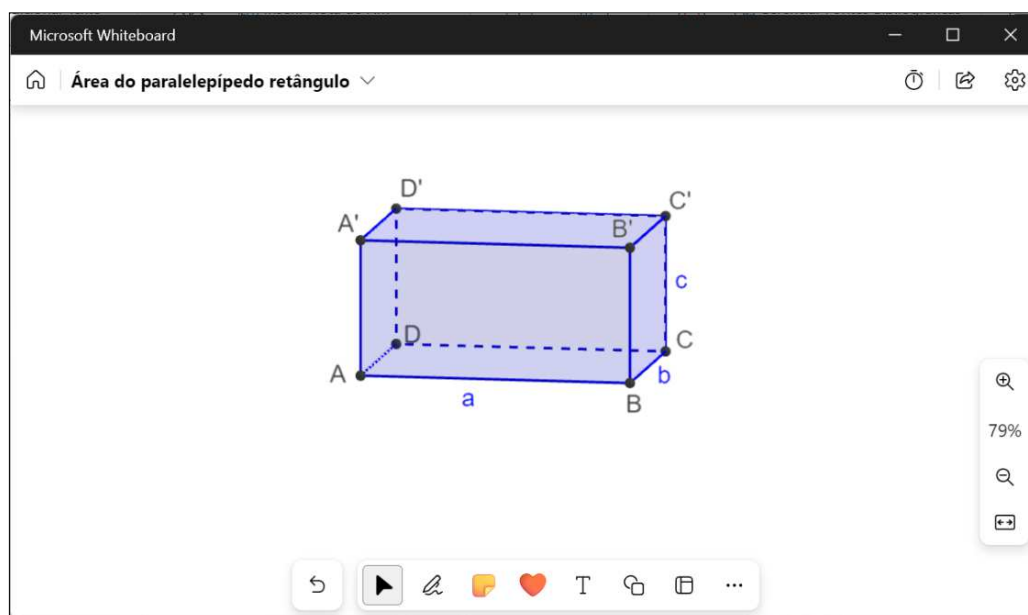 Microsoft Whiteboard
Área do paralelepípedo retângulo
D'
C'
A'
B'
c
D
C
A
b
a
B
79%
T